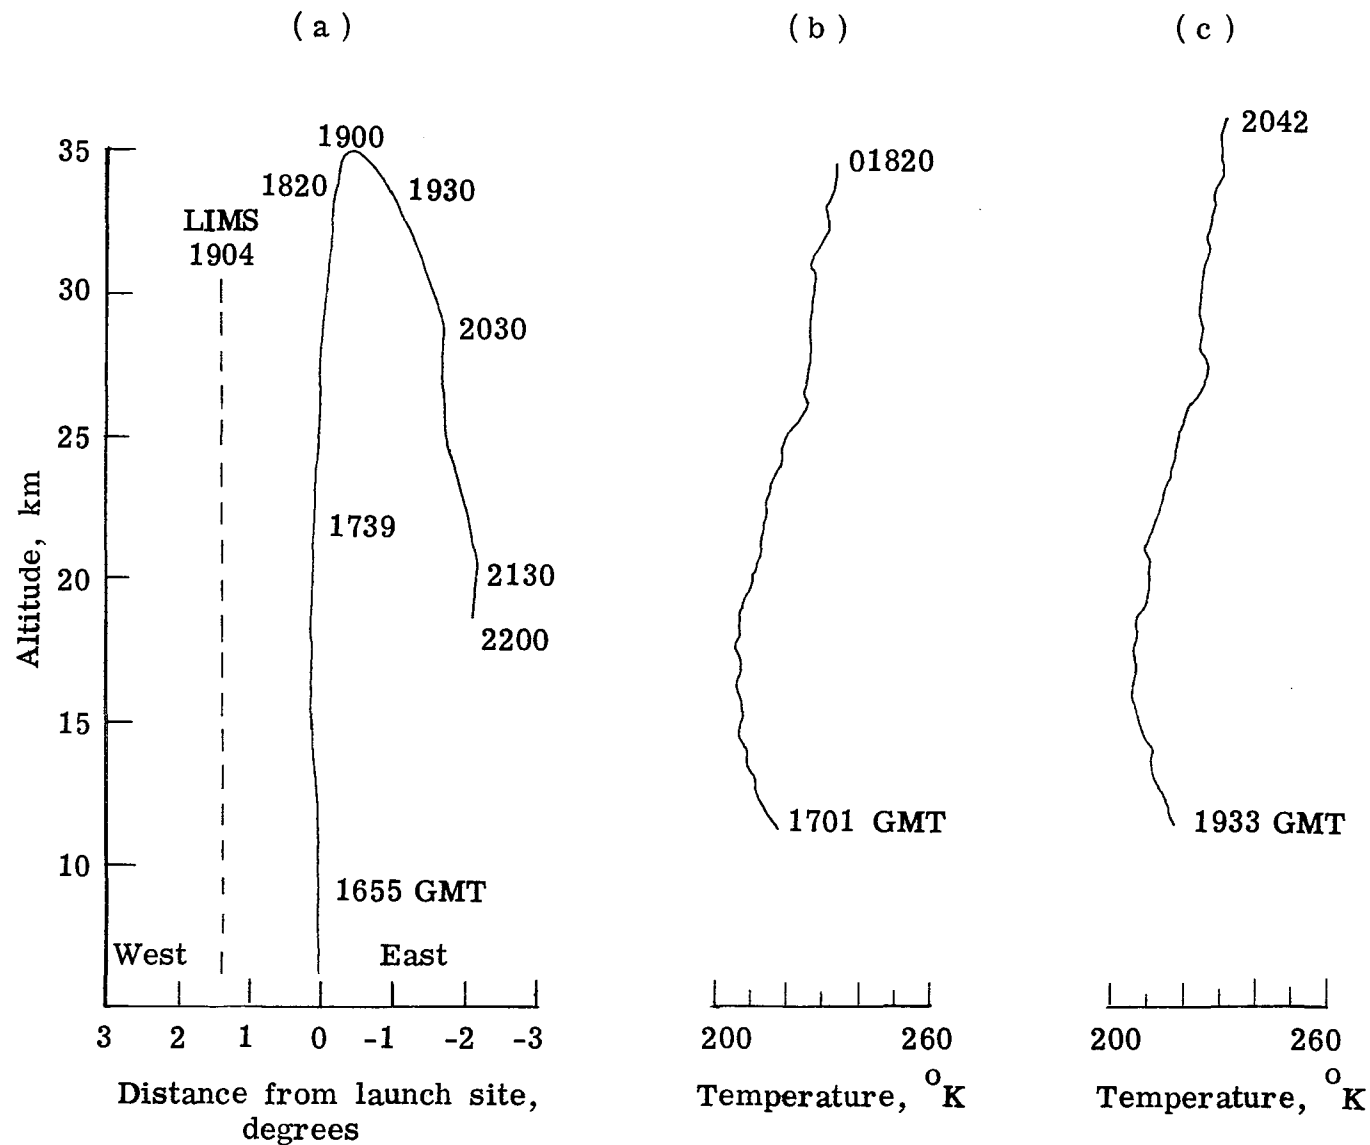 ( a )
( b )
( c )
1900
1820
1930
LIMS
1904
01820
2042
35
30
25
20
15
10
Altitude, km
2030
1739
2130
2200
1655 GMT
1701 GMT
1933 GMT
West
East
3 2 1 0 -1 -2 -3
Distance from launch site,
degrees
200 260
Temperature, °K
200 260
Temperature, °K